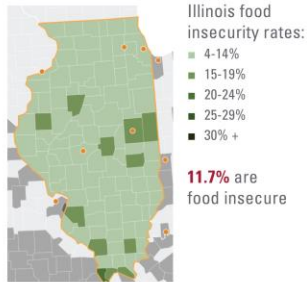 Illinois food
insecurity rates:
4-14%
15-19%
20-24%
25-29%
30% +
11.7% are
food insecure